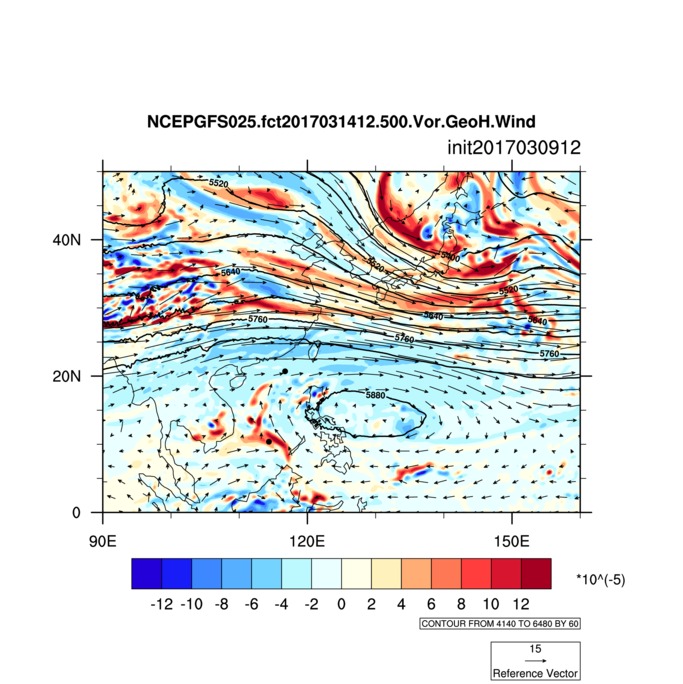 NCEPGFS025.fct2017031412.500.Vor.GeoH.Wind
init2017030912
5520
40N
5400
5640
5520
5640
5640
5760
5760
5760
20N
5880
0
90E 120E 150E
-12 -10 -8 -6 -4 -2 0 2 4 6 8 10 12
*10^(-5)
CONTOUR FROM 4140 TO 6480 BY 60
15
Reference Vector